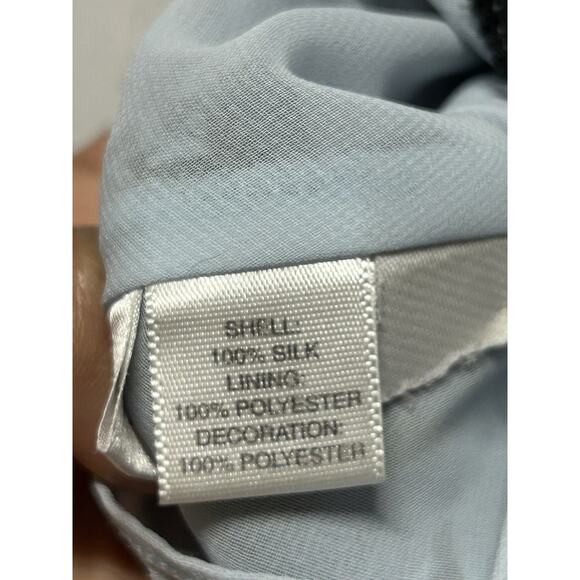 SHELL:
100% SILK
LINING:
100% POLYESTER
DECORATION:
100% POLYESTER